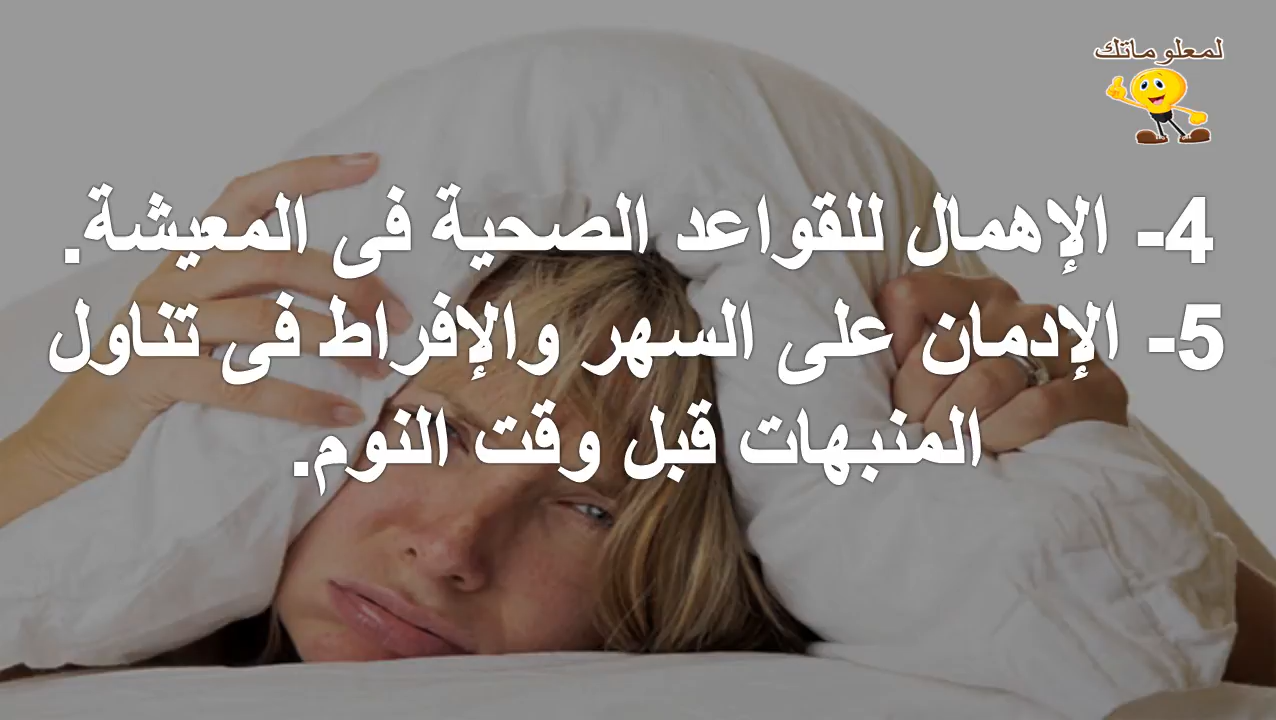 لمعلوماتك
4- الإهمال للقواعد الصحية فى المعيشة.
5- الإدمان على السهر والإفراط فى تناول
المنبهات قبل وقت النوم.